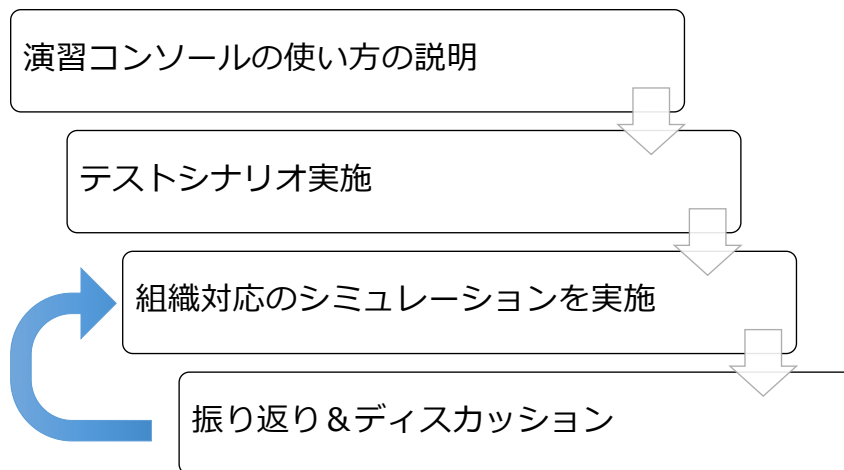 演習コンソールの使い方の説明
テストシナリオ実施
組織対応のシミュレーションを実施
振り返り＆ディスカッション